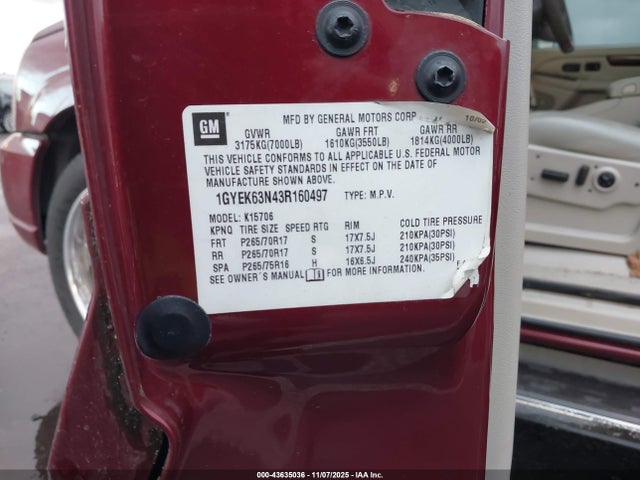 GM
MFD BY GENERAL MOTORS CORP 10/02
GVWR GAWR FRT GAWR RR
3175KG(7000LB) 1610KG(3550LB) 1814KG(4000LB)
THIS VEHICLE CONFORMS TO ALL APPLICABLE U.S. FEDERAL MOTOR
VEHICLE SAFETY STANDARDS IN EFFECT ON THE DATE OF
MANUFACTURE SHOWN ABOVE.
1GYEK63N43R160497 TYPE: M.P.V.
MODEL: K15706
KPNQ TIRE SIZE SPEED RTG RIM COLD TIRE PRESSURE
FRT P265/70R17 S 17X7.5J 210KPA(30PSI)
RR P265/70R17 S 17X7.5J 210KPA(30PSI)
SPA P265/75R16 H 16X6.5J 240KPA(35PSI)
SEE OWNER'S MANUAL FOR MORE INFORMATION.
000-43635036 - 11/07/2025 - IAA Inc.